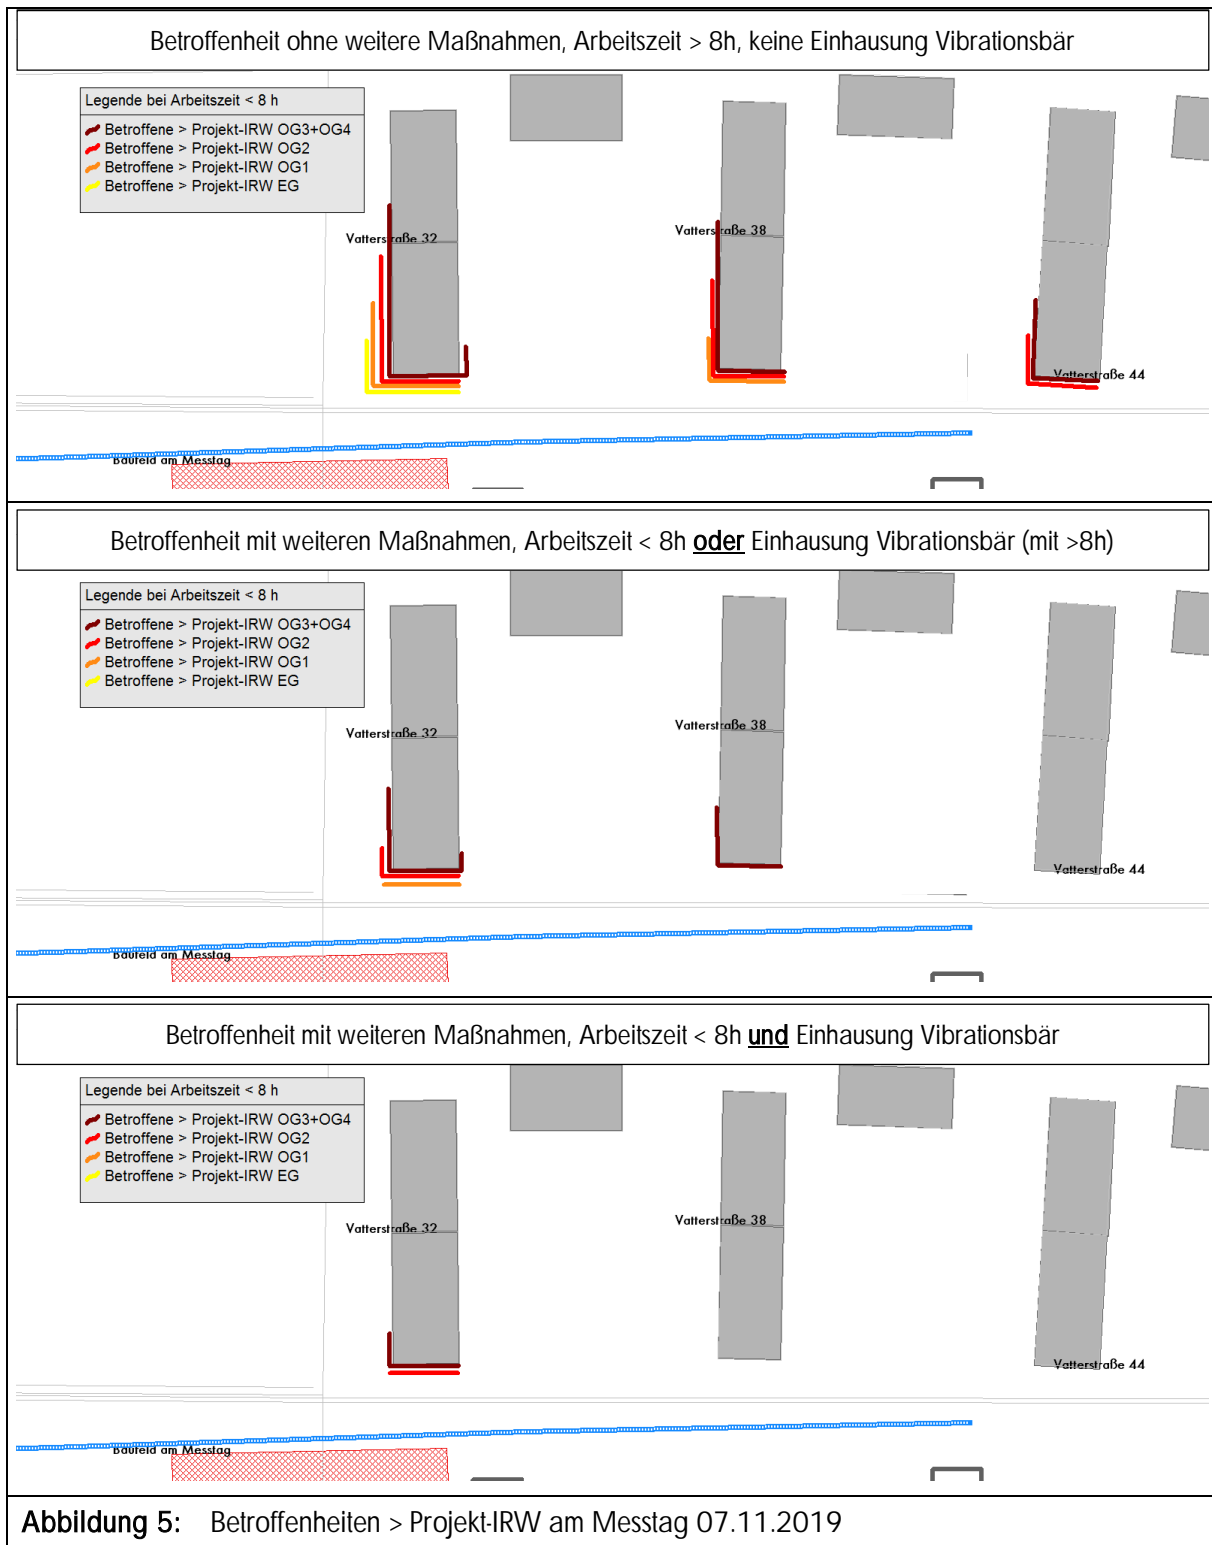 Betroffenheit ohne weitere Maßnahmen, Arbeitszeit > 8h, keine Einhausung Vibrationsbär
Legende bei Arbeitszeit < 8 h
Betroffene > Projekt-IRW OG3+OG4
Betroffene > Projekt-IRW OG2
Betroffene > Projekt-IRW OG1
Betroffene > Projekt-IRW EG
Vatterstraße 32
Vatterstraße 38
Vatterstraße 44
Baufeld am Messtag
Betroffenheit mit weiteren Maßnahmen, Arbeitszeit < 8h oder Einhausung Vibrationsbär (mit >8h)
Legende bei Arbeitszeit < 8 h
Betroffene > Projekt-IRW OG3+OG4
Betroffene > Projekt-IRW OG2
Betroffene > Projekt-IRW OG1
Betroffene > Projekt-IRW EG
Vatterstraße 32
Vatterstraße 38
Vatterstraße 44
Baufeld am Messtag
Betroffenheit mit weiteren Maßnahmen, Arbeitszeit < 8h und Einhausung Vibrationsbär
Legende bei Arbeitszeit < 8 h
Betroffene > Projekt-IRW OG3+OG4
Betroffene > Projekt-IRW OG2
Betroffene > Projekt-IRW OG1
Betroffene > Projekt-IRW EG
Vatterstraße 32
Vatterstraße 38
Vatterstraße 44
Baufeld am Messtag
Abbildung 5: Betroffenheiten > Projekt-IRW am Messtag 07.11.2019